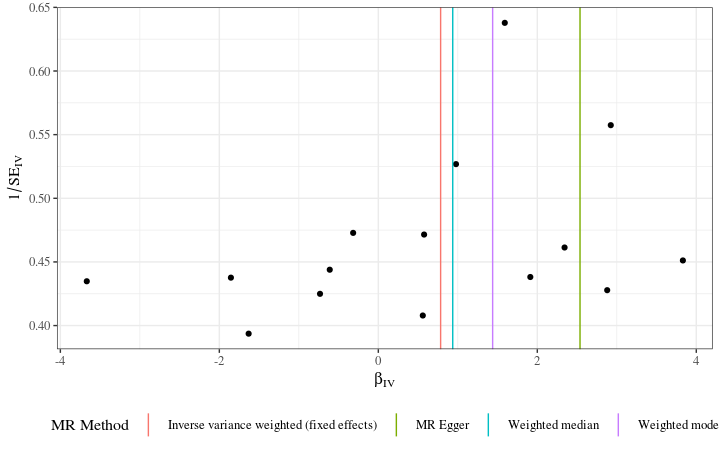 0.65
0.60
0.55
0.50
0.45
0.40
1/SE_IV
-4 -2 0 2 4
β_IV
MR Method Inverse variance weighted (fixed effects) MR Egger Weighted median Weighted mode